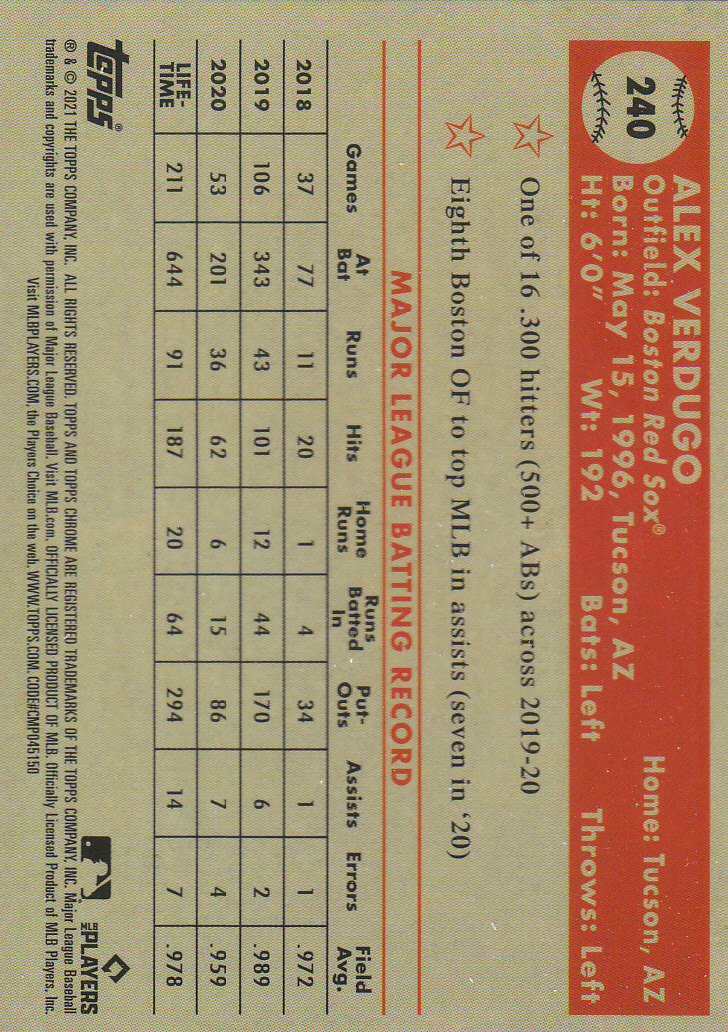 240
ALEX VERDUGO
Outfield: Boston Red Sox® Home: Tucson, AZ
Born: May 15, 1996, Tucson, AZ
Ht: 6'0" Wt: 192 Bats: Left Throws: Left
One of 16 .300 hitters (500+ ABs) across 2019-20
Eighth Boston OF to top MLB in assists (seven in ‘20)
MAJOR LEAGUE BATTING RECORD
Games At Bat Runs Hits Home Runs Runs Batted In Put-Outs Assists Errors Field Avg.
2018 37 77 11 20 1 4 34 1 1 .972
2019 106 343 43 101 12 44 170 6 2 .989
2020 53 201 36 62 6 15 86 7 4 .959
LIFE-TIME 211 644 91 187 20 64 294 14 7 .978
topps® MLB PLAYERS
® & © 2021 THE TOPPS COMPANY, INC. ALL RIGHTS RESERVED. TOPPS AND TOPPS CHROME ARE REGISTERED TRADEMARKS OF THE TOPPS COMPANY, INC. Major League Baseball
trademarks and copyrights are used with permission of Major League Baseball. Visit MLB.com. OFFICIALLY LICENSED PRODUCT OF MLB. Officially Licensed Product of MLB Players, Inc.
Visit MLBPLAYERS.COM, the Players Choice on the web. WWW.TOPPS.COM. CODE#CMP045150